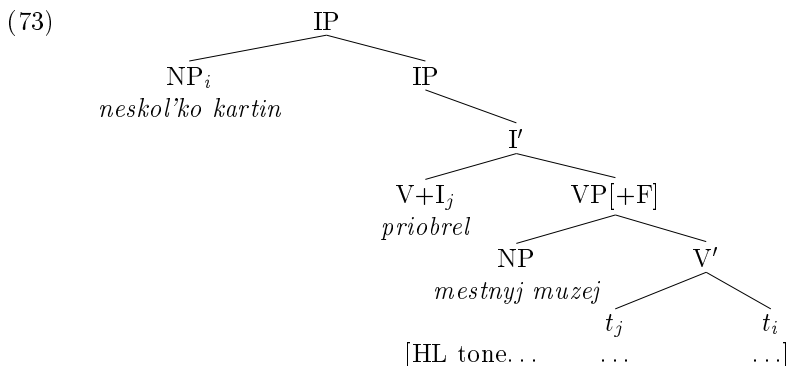 (73) IP
NPᵢ IP
neskol'ko kartin
I′
V+Iⱼ VP[+F]
priobrel
NP V′
mestnyj muzej
tⱼ tᵢ
[HL tone... ... ...]